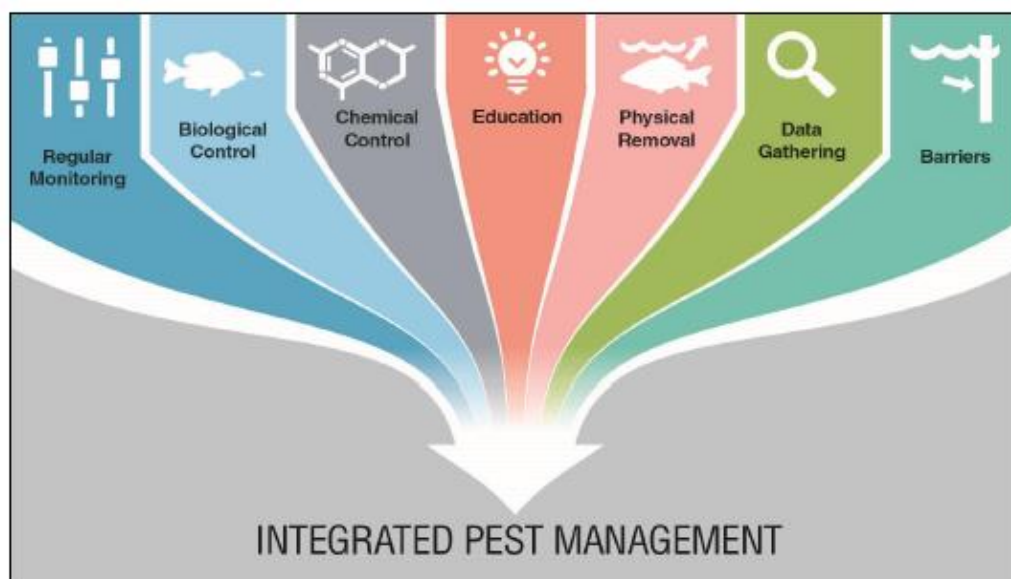 Regular
Monitoring
Biological
Control
Chemical
Control
Education
Physical
Removal
Data
Gathering
Barriers
INTEGRATED PEST MANAGEMENT